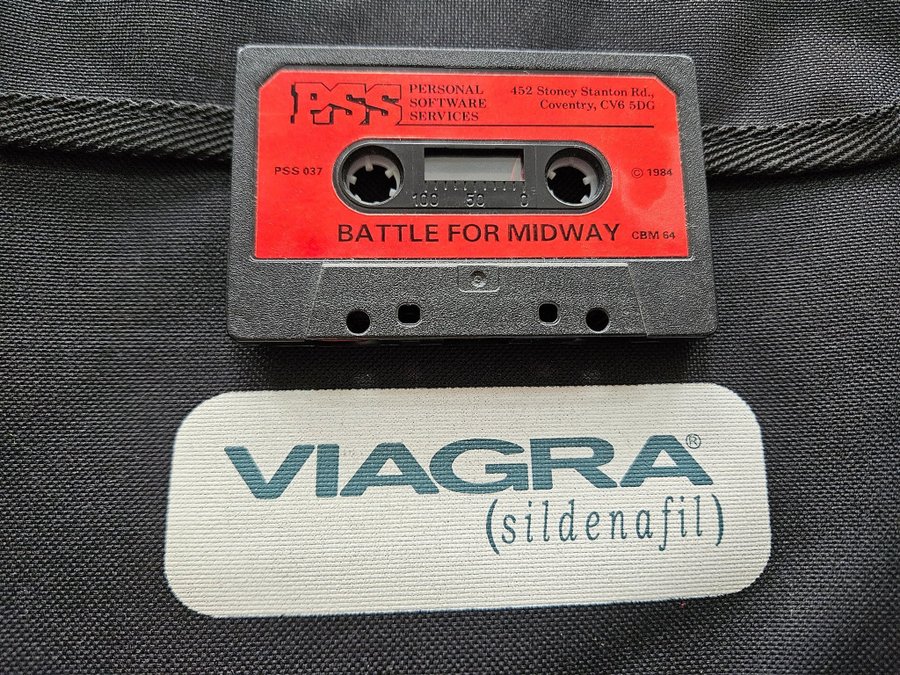 PSS PERSONAL SOFTWARE SERVICES
452 Stoney Stanton Rd.,
Coventry, CV6 5DG
PSS 037
© 1984
100 50 0
BATTLE FOR MIDWAY CBM 64
VIAGRA®
(sildenafil)